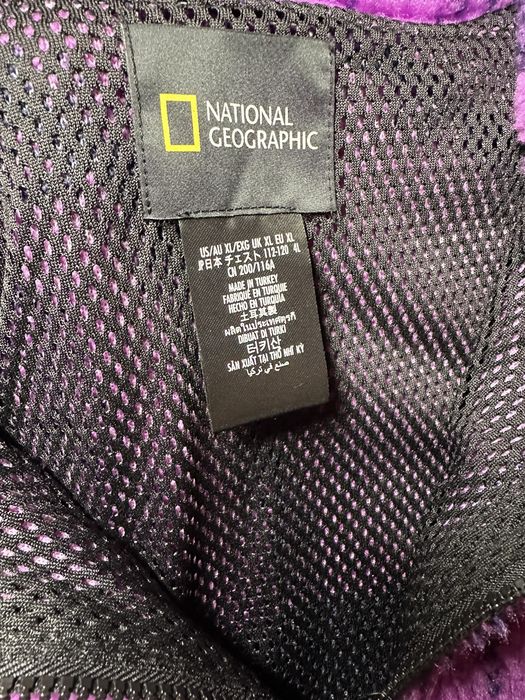 NATIONAL
GEOGRAPHIC
US/AU XL/EXG UK XL EU XL
JP日本 チェスト 112-120 4L
CN 200/116A
MADE IN TURKEY
FABRIQUÉ EN TURQUIE
HECHO EN TURQUÍA
土耳其製
ผลิตในประเทศตุรกี
DIBUAT DI TURKI
터키산
SẢN XUẤT TẠI THỔ NHĨ KỲ
صنع في تركيا